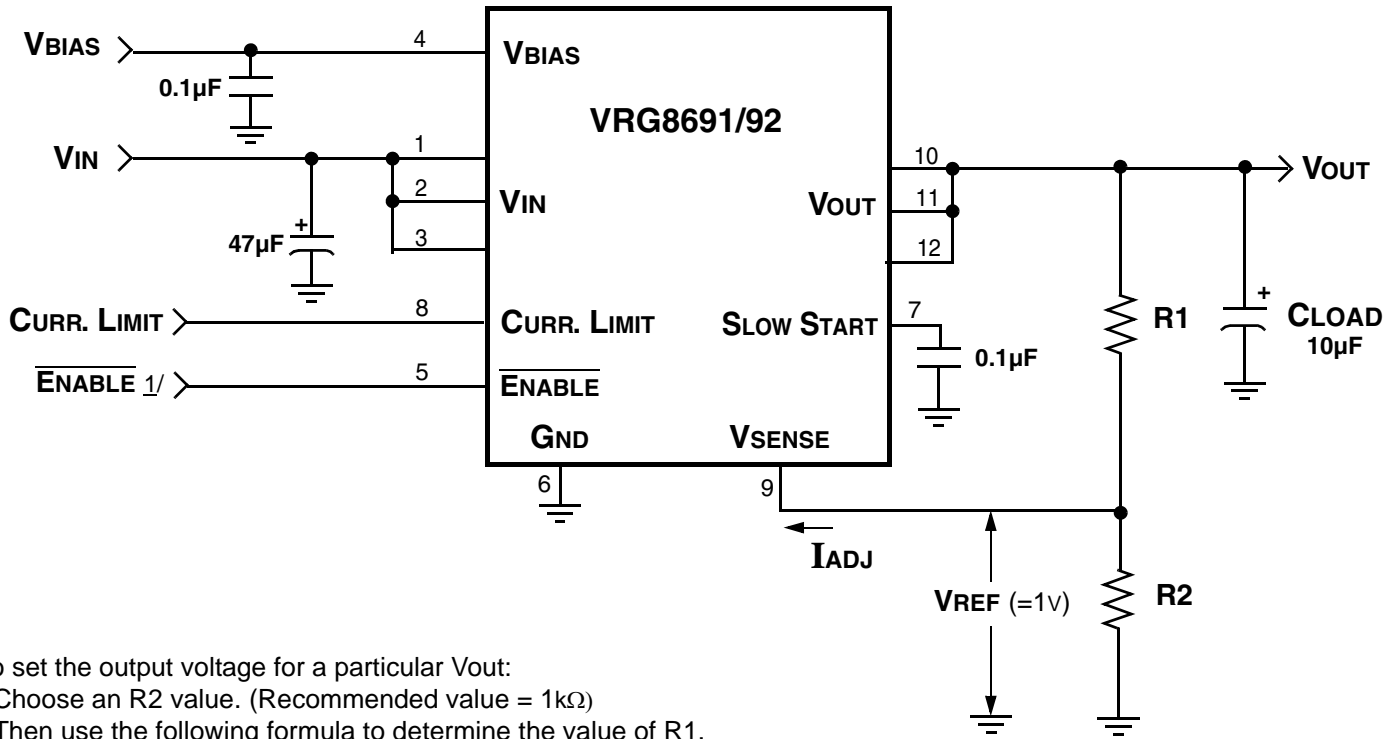 VBIAS
4
VBIAS
0.1µF
VRG8691/92
VIN
1
2
VIN
3
47µF
+
10
VOUT
VOUT
11
12
CURR. LIMIT
8
CURR. LIMIT
SLOW START
7
0.1µF
R1
+
CLOAD
10µF
ENABLE 1/
5
ENABLE
GND
VSENSE
6
9
IADJ
VREF (=1V)
R2
o set the output voltage for a particular Vout:
Choose an R2 value. (Recommended value = 1kΩ)
Then use the following formula to determine the value of R1.